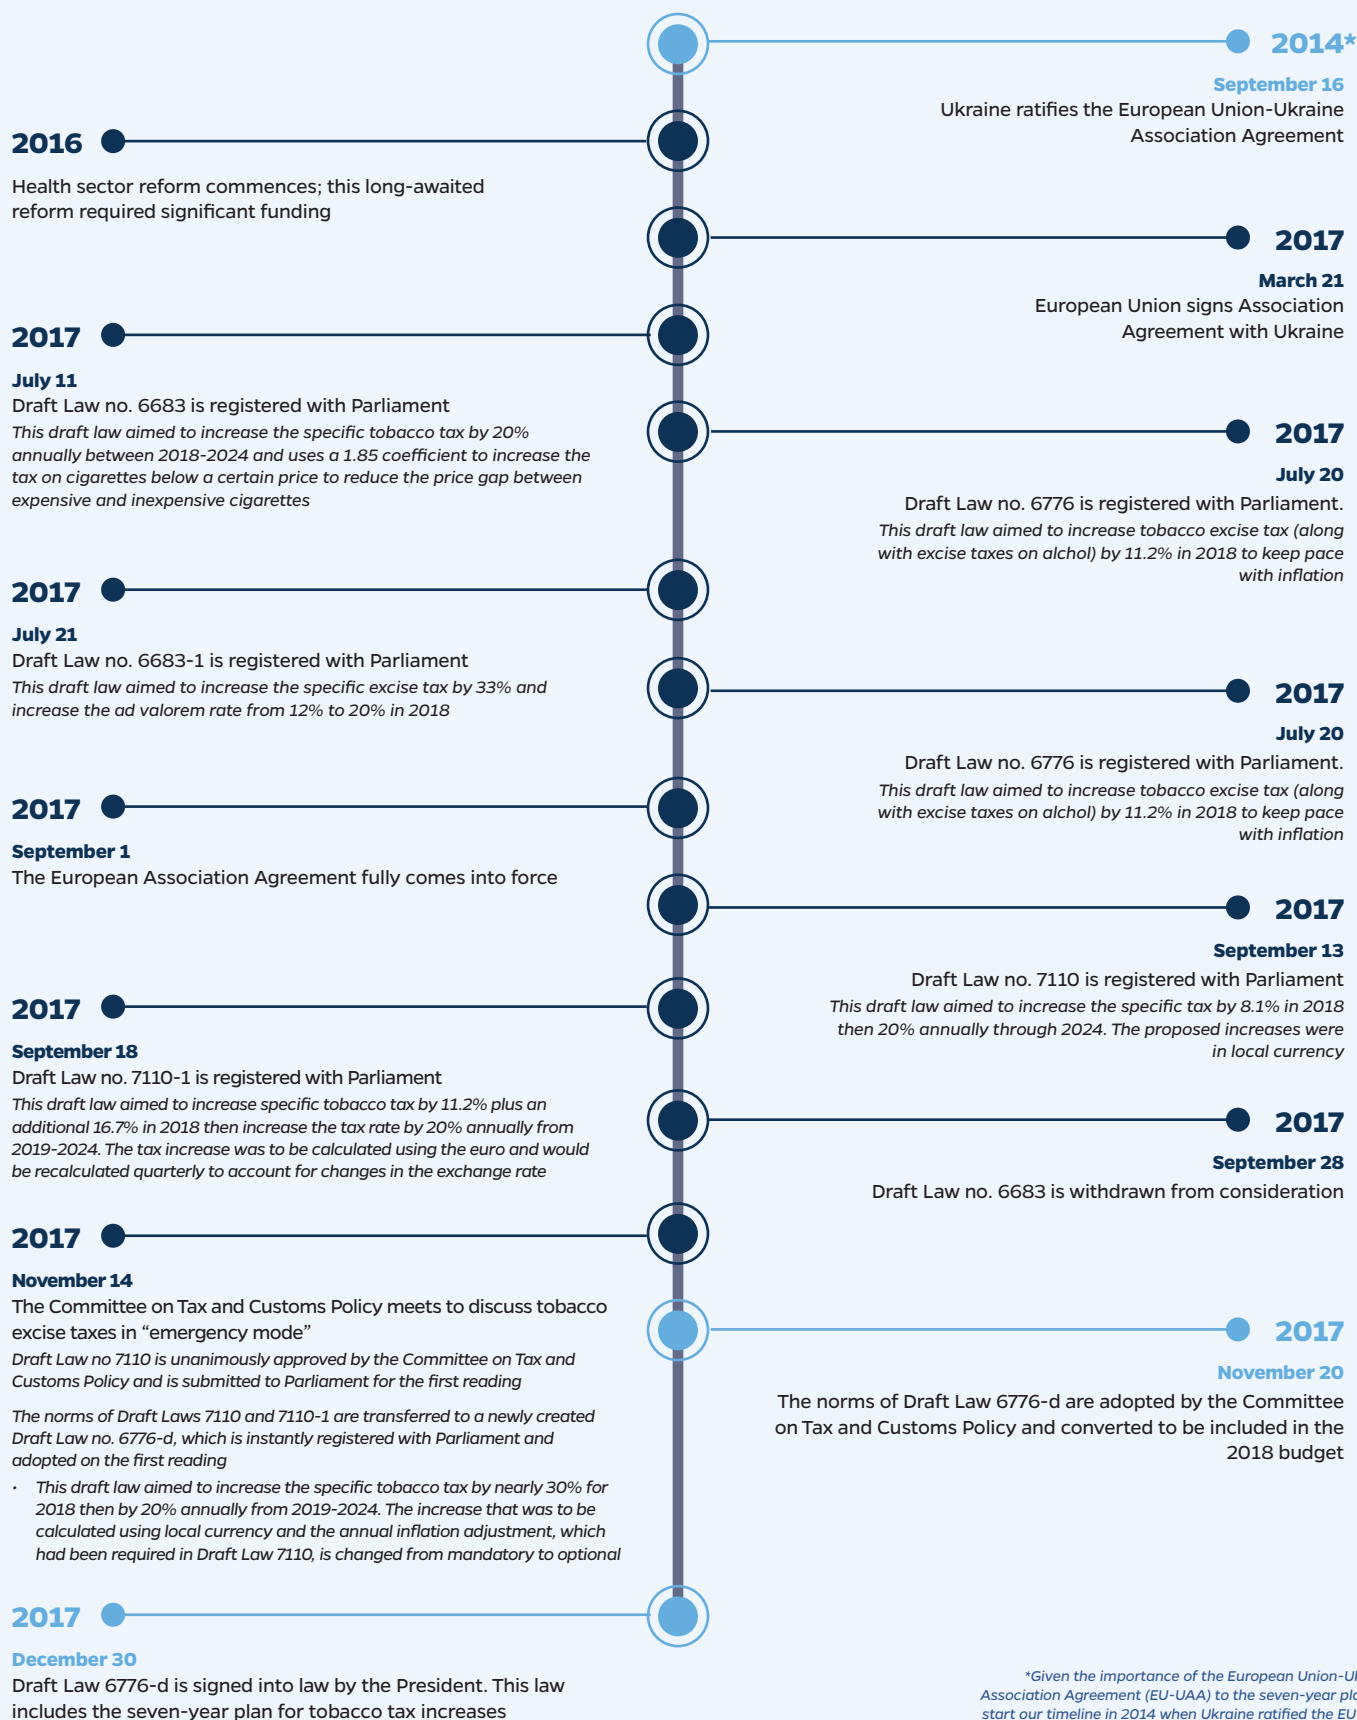 2014*
September 16
Ukraine ratifies the European Union-Ukraine
Association Agreement
2016
Health sector reform commences; this long-awaited
reform required significant funding
2017
March 21
European Union signs Association
Agreement with Ukraine
2017
July 11
Draft Law no. 6683 is registered with Parliament
This draft law aimed to increase the specific tobacco tax by 20%
annually between 2018-2024 and uses a 1.85 coefficient to increase the
tax on cigarettes below a certain price to reduce the price gap between
expensive and inexpensive cigarettes
2017
July 20
Draft Law no. 6776 is registered with Parliament.
This draft law aimed to increase tobacco excise tax (along
with excise taxes on alchol) by 11.2% in 2018 to keep pace
with inflation
2017
July 21
Draft Law no. 6683-1 is registered with Parliament
This draft law aimed to increase the specific excise tax by 33% and
increase the ad valorem rate from 12% to 20% in 2018
2017
July 20
Draft Law no. 6776 is registered with Parliament.
This draft law aimed to increase tobacco excise tax (along
with excise taxes on alchol) by 11.2% in 2018 to keep pace
with inflation
2017
September 1
The European Association Agreement fully comes into force
2017
September 13
Draft Law no. 7110 is registered with Parliament
This draft law aimed to increase the specific tax by 8.1% in 2018
then 20% annually through 2024. The proposed increases were
in local currency
2017
September 18
Draft Law no. 7110-1 is registered with Parliament
This draft law aimed to increase specific tobacco tax by 11.2% plus an
additional 16.7% in 2018 then increase the tax rate by 20% annually from
2019-2024. The tax increase was to be calculated using the euro and would
be recalculated quarterly to account for changes in the exchange rate
2017
September 28
Draft Law no. 6683 is withdrawn from consideration
2017
November 14
The Committee on Tax and Customs Policy meets to discuss tobacco
excise taxes in “emergency mode”
Draft Law no 7110 is unanimously approved by the Committee on Tax and
Customs Policy and is submitted to Parliament for the first reading
The norms of Draft Laws 7110 and 7110-1 are transferred to a newly created
Draft Law no. 6776-d, which is instantly registered with Parliament and
adopted on the first reading
• This draft law aimed to increase the specific tobacco tax by nearly 30% for
2018 then by 20% annually from 2019-2024. The increase that was to be
calculated using local currency and the annual inflation adjustment, which
had been required in Draft Law 7110, is changed from mandatory to optional
2017
November 20
The norms of Draft Law 6776-d are adopted by the Committee
on Tax and Customs Policy and converted to be included in the
2018 budget
2017
December 30
Draft Law 6776-d is signed into law by the President. This law
includes the seven-year plan for tobacco tax increases
*Given the importance of the European
Association Agreement (EU-UAA) to the seven-year
start our timeline in 2014 when Ukraine ratified the